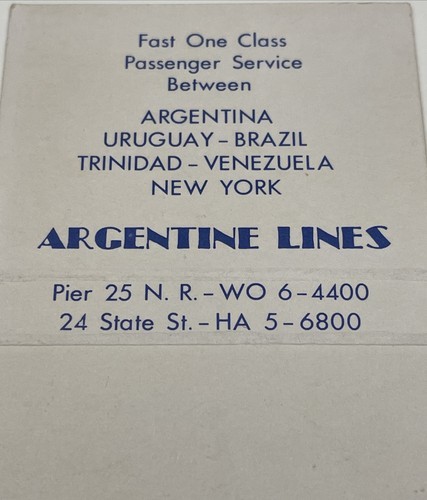 Fast One Class
Passenger Service
Between
ARGENTINA
URUGUAY – BRAZIL
TRINIDAD – VENEZUELA
NEW YORK
ARGENTINE LINES
Pier 25 N. R. – WO 6-4400
24 State St. – HA 5-6800